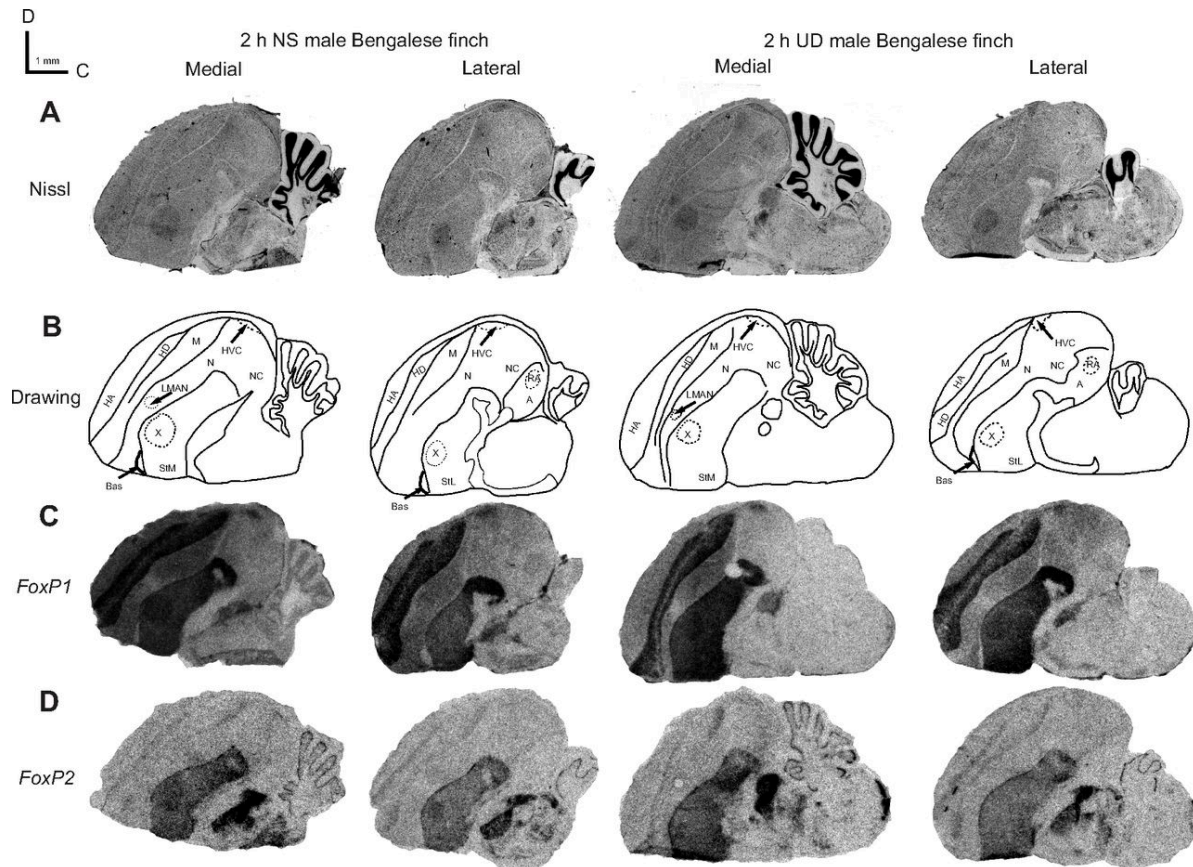 D
1 mm
C
2 h NS male Bengalese finch
2 h UD male Bengalese finch
Medial
Lateral
Medial
Lateral
A
Nissl
B
Drawing
HA
HD
M
N
HVC
NC
LMAN
X
StM
Bas
HA
HD
M
N
HVC
NC
RA
A
X
StL
Bas
HA
HD
M
N
HVC
NC
LMAN
X
StM
HA
HD
M
N
HVC
NC
RA
A
X
StL
Bas
C
FoxP1
D
FoxP2